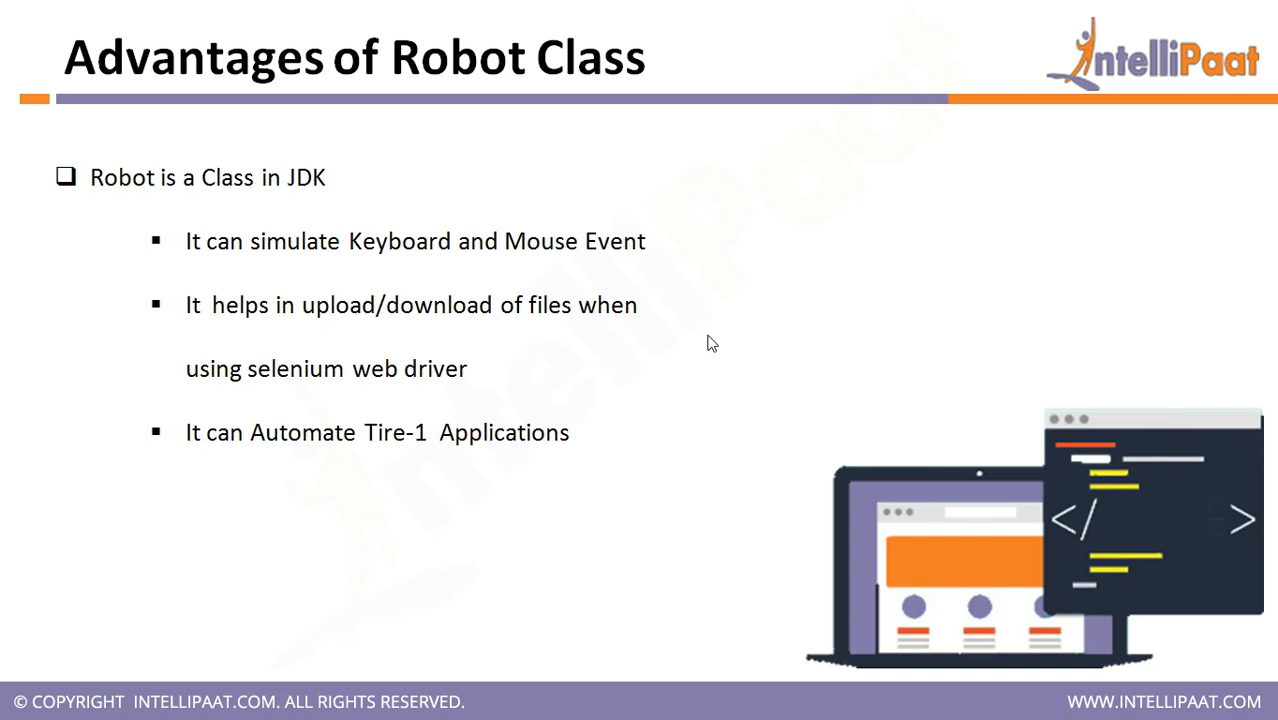 Advantages of Robot Class
IntelliPaat
Robot is a Class in JDK
It can simulate Keyboard and Mouse Event
It helps in upload/download of files when
using selenium web driver
It can Automate Tire-1 Applications
IntelliPaat
</ >
© COPYRIGHT INTELLIPAAT.COM. ALL RIGHTS RESERVED.
WWW.INTELLIPAAT.COM